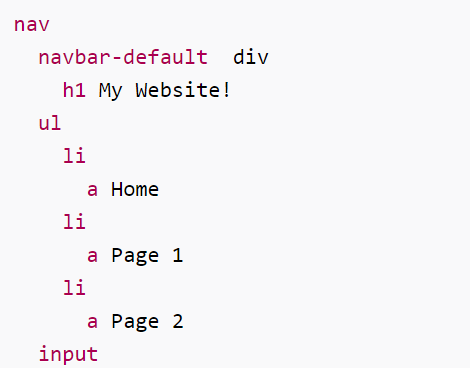 nav
navbar-default  div
h1 My Website!
ul
li
a Home
li
a Page 1
li
a Page 2
input